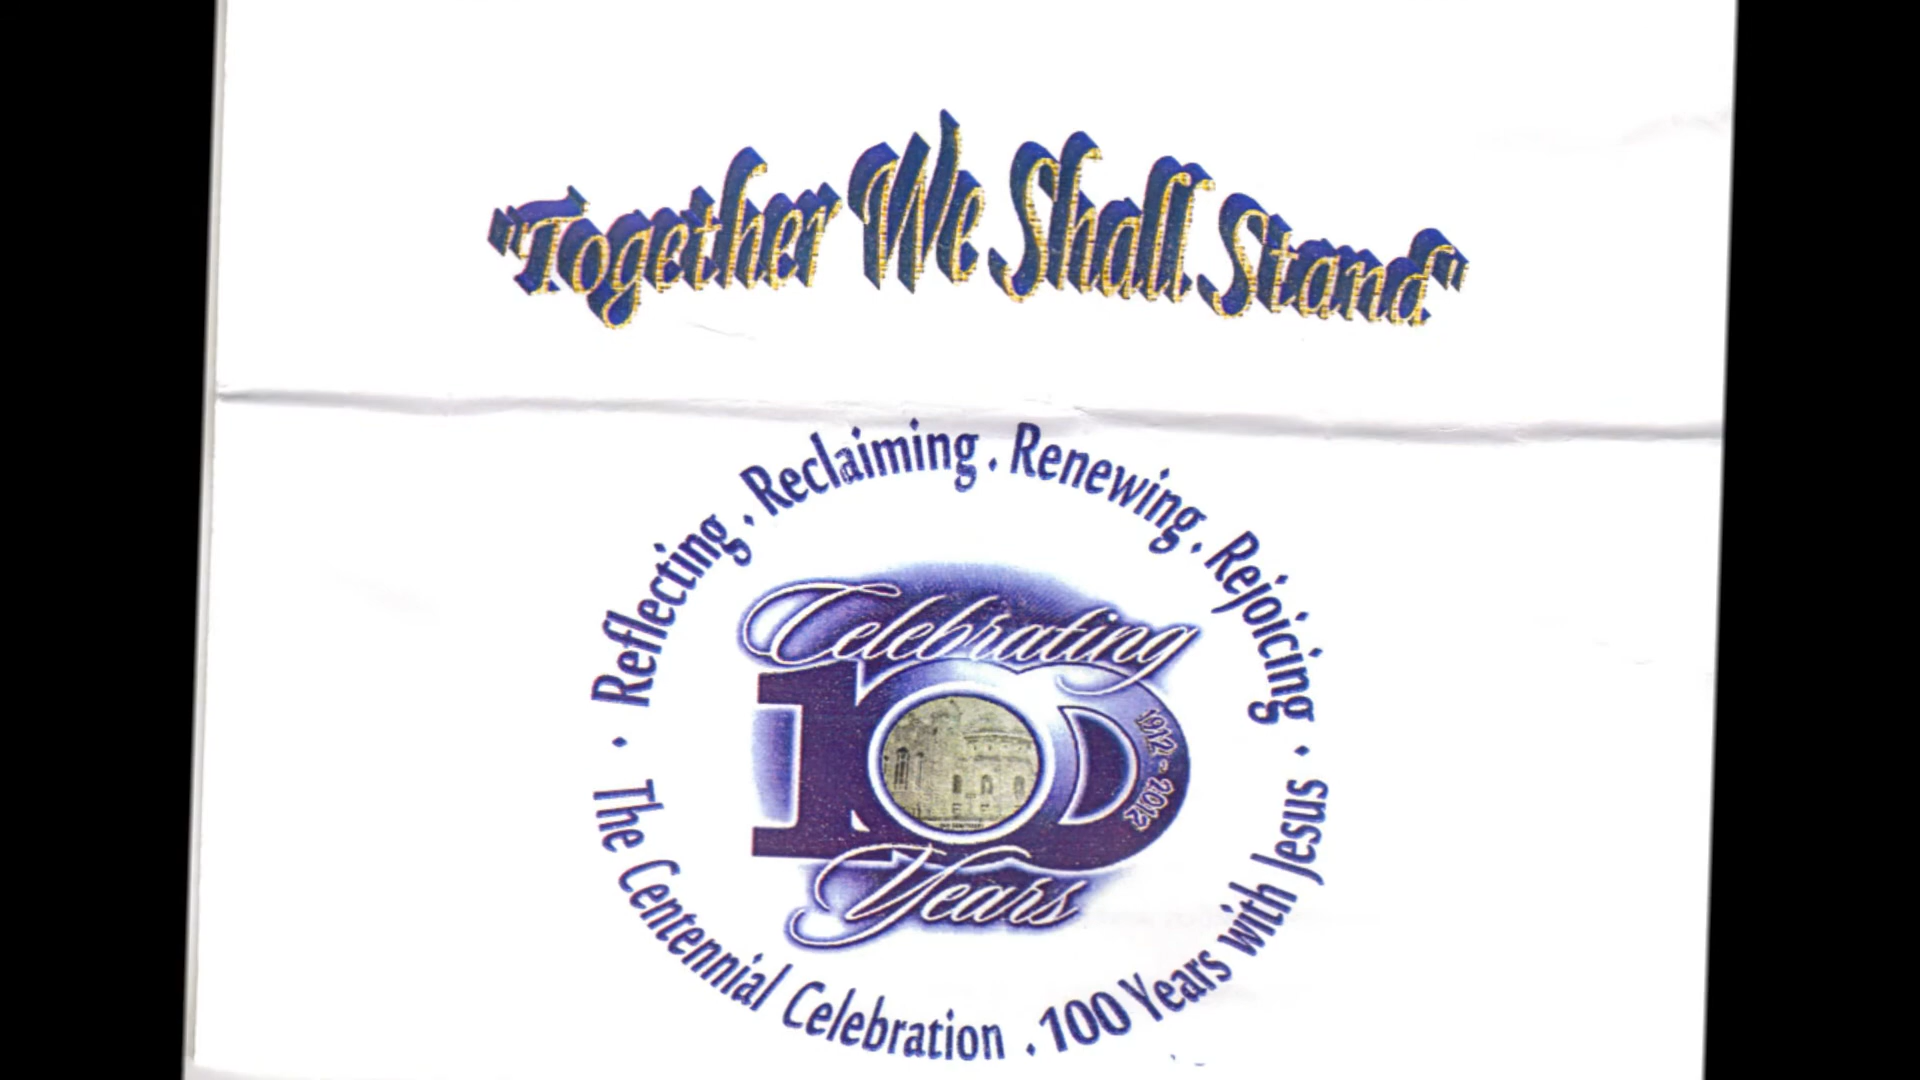 "Together We Shall Stand"
· Reflecting . Reclaiming . Renewing . Rejoicing ·
Celebrating
100
1912 - 2012
Years
The Centennial Celebration . 100 Years with Jesus